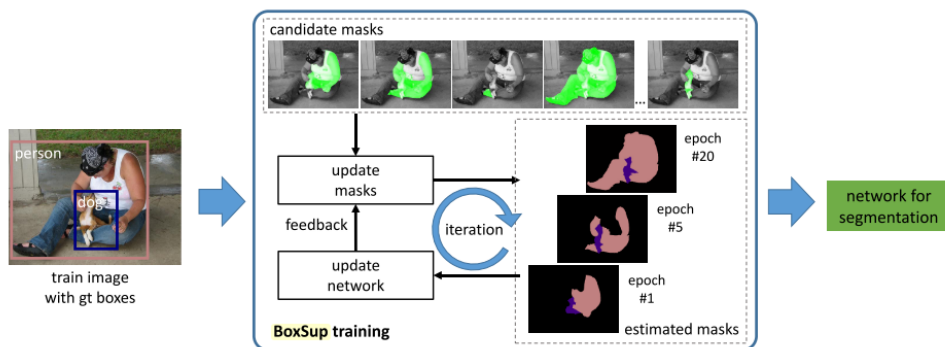 candidate masks
...
person
dog
train image
with gt boxes
update
masks
feedback
update
network
iteration
epoch
#20
epoch
#5
epoch
#1
estimated masks
BoxSup training
network for
segmentation